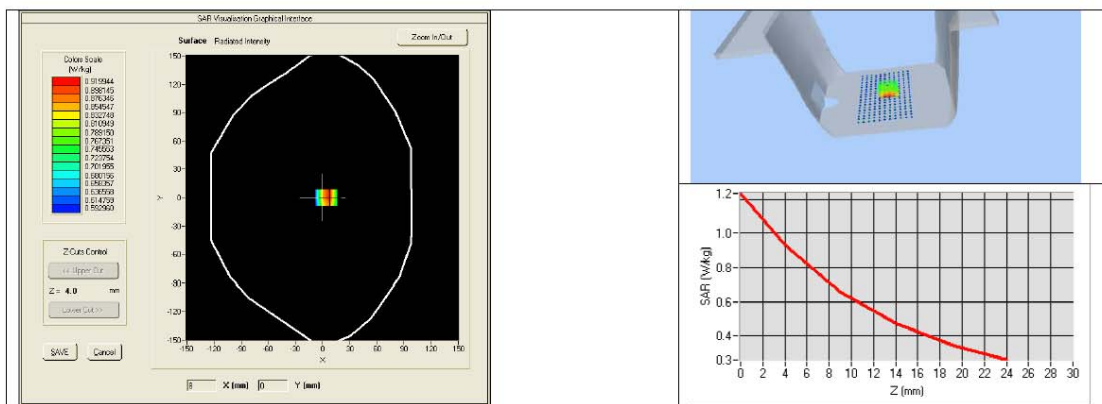 SAR Visualisation Graphical Interface
Surface Radiated Intensity
Zoom In/Out
Colors Scale
(W/kg)
0.919944
0.898145
0.876346
0.854547
0.832748
0.810949
0.789150
0.767351
0.745553
0.723754
0.701955
0.680156
0.658357
0.636558
0.614759
0.592960
150
120
90
60
30
0
-30
-60
-90
-120
-150
Y
-150 -120 -90 -60 -30 0 30 60 90 120 150
X
Z Cuts Control
<< Upper Cut
Z = 4.0 mm
Lower Cut >>
SAVE Cancel
8 X (mm) 0 Y (mm)
1.2
1.0
0.8
0.6
0.4
0.3
SAR (W/kg)
0 2 4 6 8 10 12 14 16 18 20 22 24 26 28 30
Z (mm)